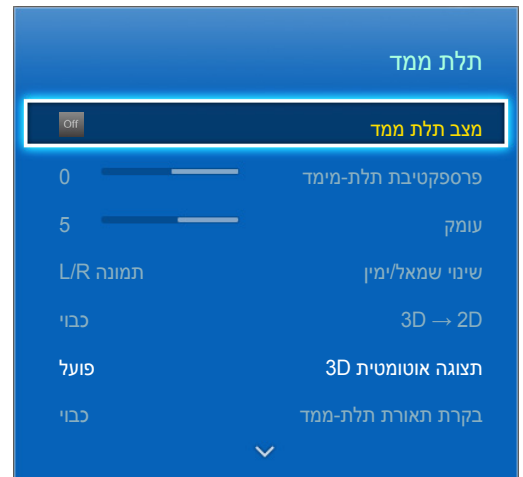 תלת ממד
מצב תלת ממד Off
פרספקטיבת תלת-מימד 0
עומק 5
שינוי שמאל/ימין תמונה L/R
3D → 2D כבוי
תצוגה אוטומטית 3D פועל
בקרת תאורת תלת-ממד כבוי